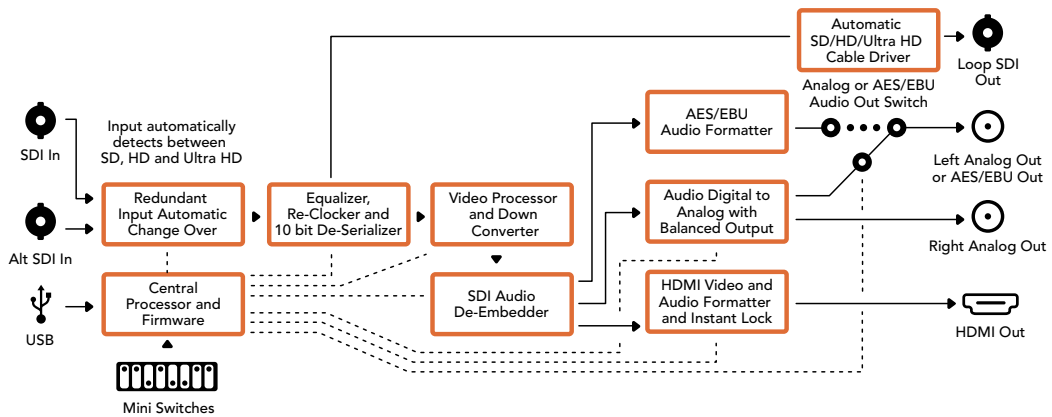 Automatic
SD/HD/Ultra HD
Cable Driver
Loop SDI
Out
Analog or AES/EBU
Audio Out Switch
SDI In
Input automatically
detects between
SD, HD and Ultra HD
AES/EBU
Audio Formatter
Left Analog Out
or AES/EBU Out
Alt SDI In
Redundant
Input Automatic
Change Over
Equalizer,
Re-Clocker and
10 bit De-Serializer
Video Processor
and Down
Converter
Audio Digital to
Analog with
Balanced Output
Right Analog Out
USB
Central
Processor and
Firmware
SDI Audio
De-Embedder
HDMI Video and
Audio Formatter
and Instant Lock
HDMI Out
Mini Switches